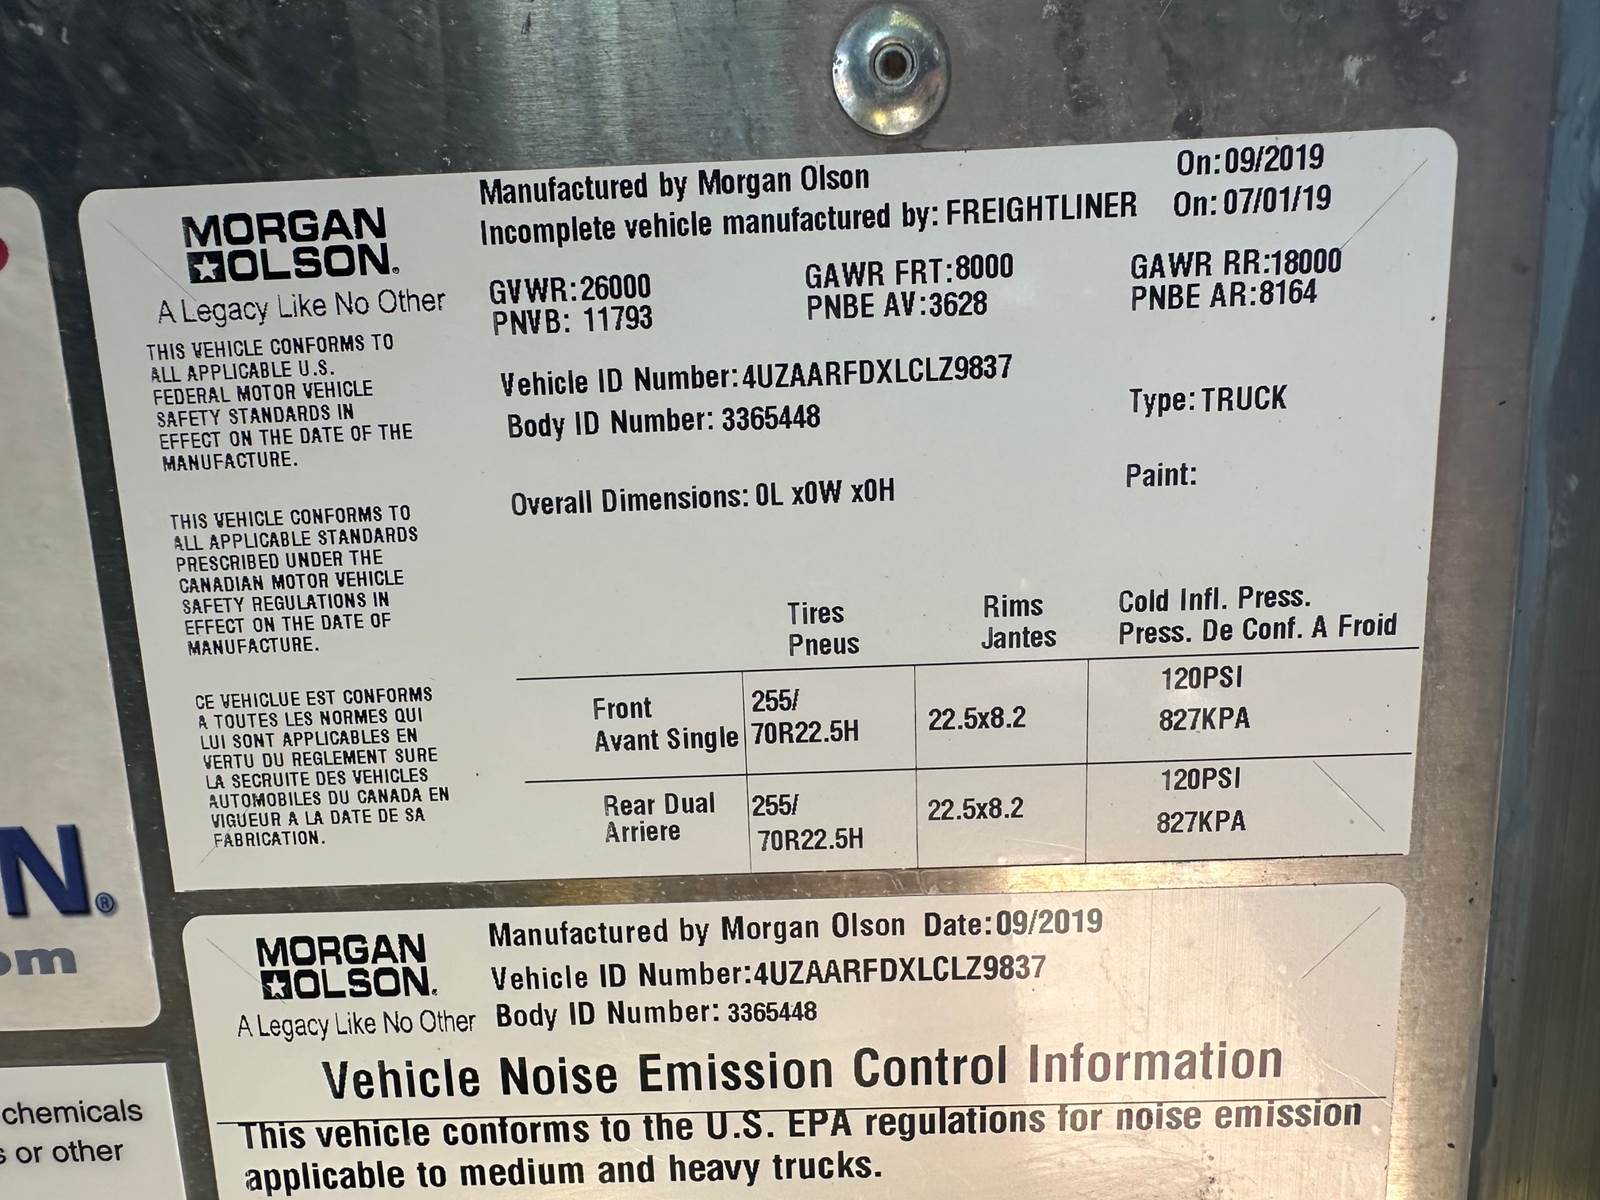 MORGAN
OLSON.
A Legacy Like No Other
THIS VEHICLE CONFORMS TO
ALL APPLICABLE U.S.
FEDERAL MOTOR VEHICLE
SAFETY STANDARDS IN
EFFECT ON THE DATE OF THE
MANUFACTURE.
THIS VEHICLE CONFORMS TO
ALL APPLICABLE STANDARDS
PRESCRIBED UNDER THE
CANADIAN MOTOR VEHICLE
SAFETY REGULATIONS IN
EFFECT ON THE DATE OF
MANUFACTURE.
CE VEHICLUE EST CONFORMS
A TOUTES LES NORMES QUI
LUI SONT APPLICABLES EN
VERTU DU REGLEMENT SURE
LA SECRUITE DES VEHICLES
AUTOMOBILES DU CANADA EN
VIGUEUR A LA DATE DE SA
FABRICATION.
Manufactured by Morgan Olson On:09/2019
Incomplete vehicle manufactured by: FREIGHTLINER On: 07/01/19
GVWR:26000 GAWR FRT:8000 GAWR RR:18000
PNVB: 11793 PNBE AV:3628 PNBE AR:8164
Vehicle ID Number:4UZAARFDXLCLZ9837
Body ID Number: 3365448 Type: TRUCK
Overall Dimensions: 0L x0W x0H Paint:
Tires Rims Cold Infl. Press.
Pneus Jantes Press. De Conf. A Froid
Front 255/ 22.5x8.2 120PSI
Avant Single 70R22.5H 827KPA
Rear Dual 255/ 22.5x8.2 120PSI
Arriere 70R22.5H 827KPA
MORGAN
OLSON.
A Legacy Like No Other
Manufactured by Morgan Olson Date:09/2019
Vehicle ID Number:4UZAARFDXLCLZ9837
Body ID Number: 3365448
Vehicle Noise Emission Control Information
This vehicle conforms to the U.S. EPA regulations for noise emission
applicable to medium and heavy trucks.
N®
om
chemicals
s or other